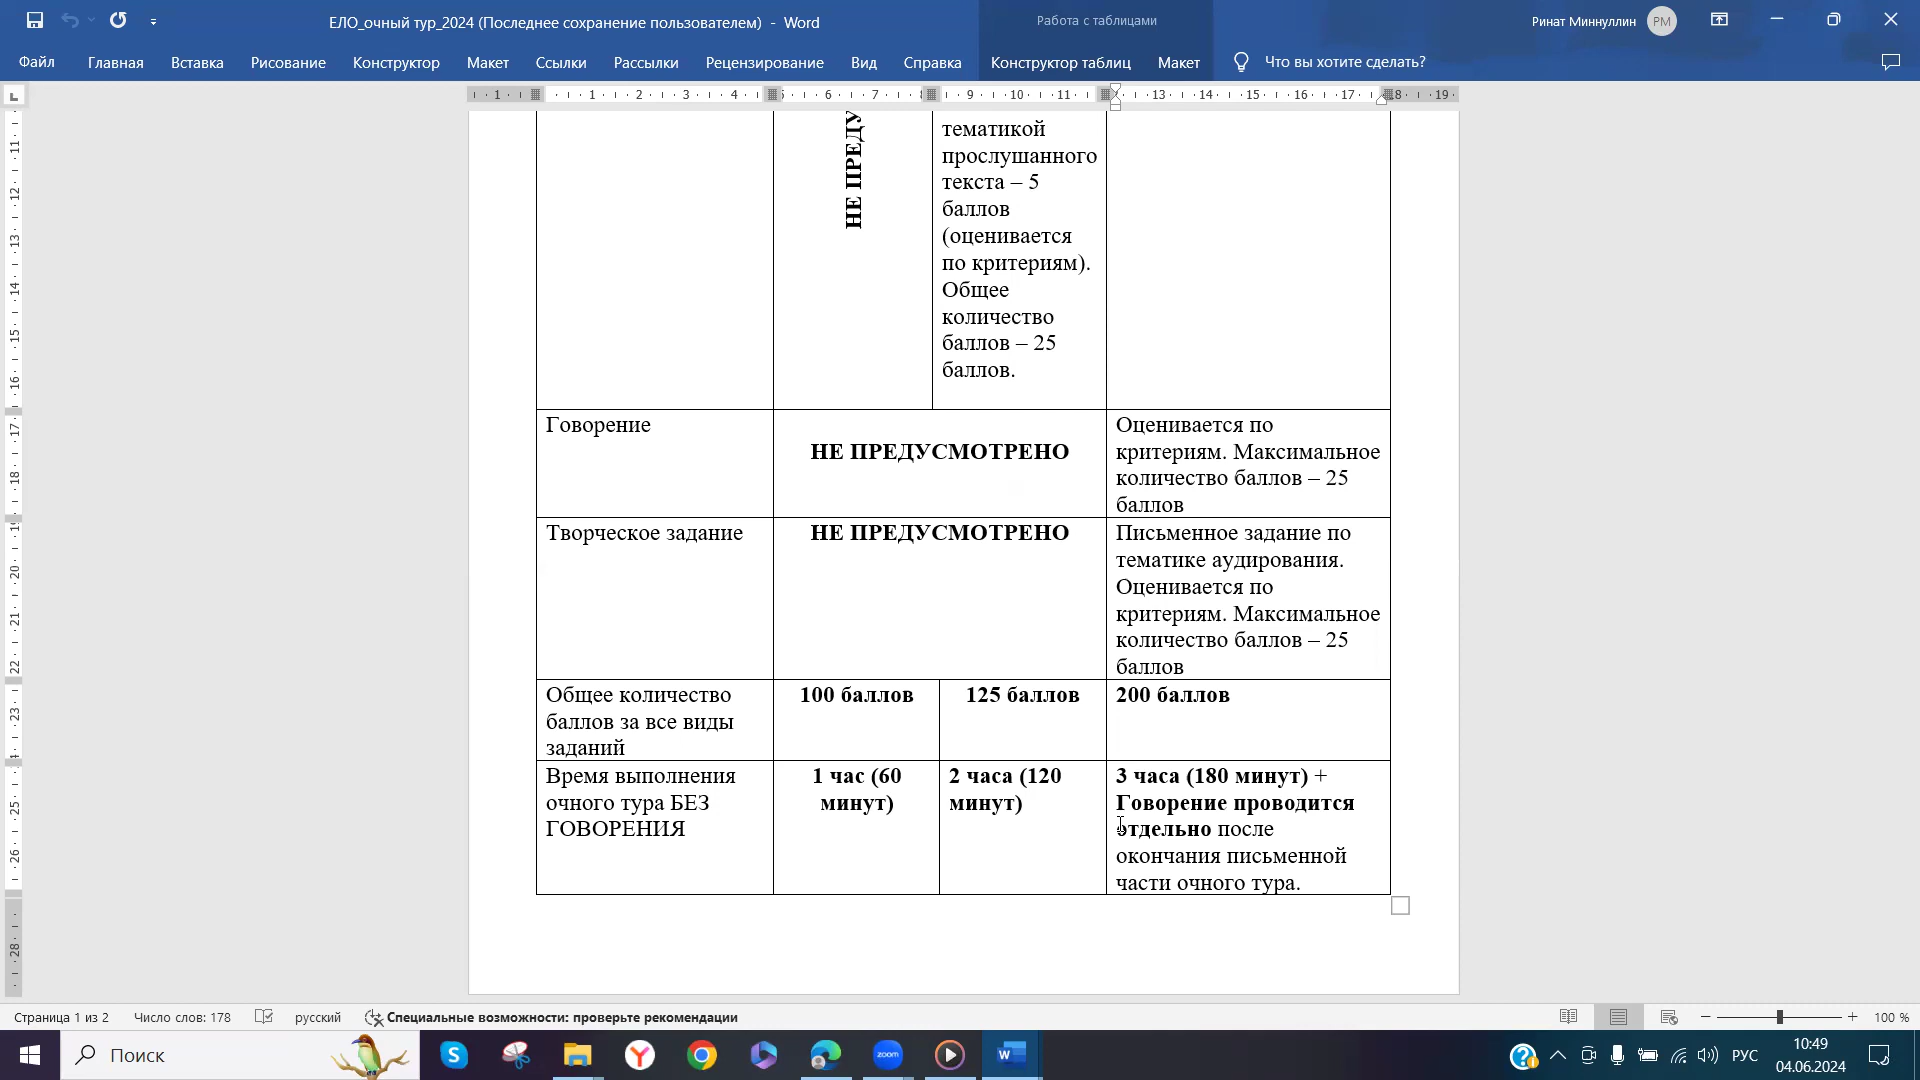 ЕЛО_очный тур_2024 (Последнее сохранение пользователем) - Word
Работа с таблицами
Ринат Миннуллин
РМ
Файл Главная Вставка Рисование Конструктор Макет Ссылки Рассылки Рецензирование Вид Справка Конструктор таблиц Макет Что вы хотите сделать?
НЕ ПРЕДУ
тематикой
прослушанного
текста – 5
баллов
(оценивается
по критериям).
Общее
количество
баллов – 25
баллов.
Говорение
НЕ ПРЕДУСМОТРЕНО
Оценивается по
критериям. Максимальное
количество баллов – 25
баллов
Творческое задание
НЕ ПРЕДУСМОТРЕНО
Письменное задание по
тематике аудирования.
Оценивается по
критериям. Максимальное
количество баллов – 25
баллов
Общее количество
баллов за все виды
заданий
100 баллов
125 баллов
200 баллов
Время выполнения
очного тура БЕЗ
ГОВОРЕНИЯ
1 час (60
минут)
2 часа (120
минут)
3 часа (180 минут) +
Говорение проводится
отдельно после
окончания письменной
части очного тура.
Страница 1 из 2 Число слов: 178 русский Специальные возможности: проверьте рекомендации 100 %
Поиск
zoom
РУС
10:49
04.06.2024